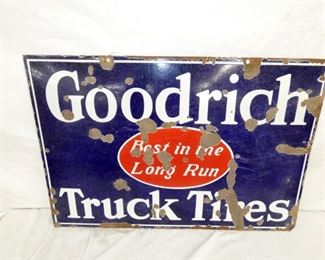 Goodrich
Best in the
Long Run
Truck Tires